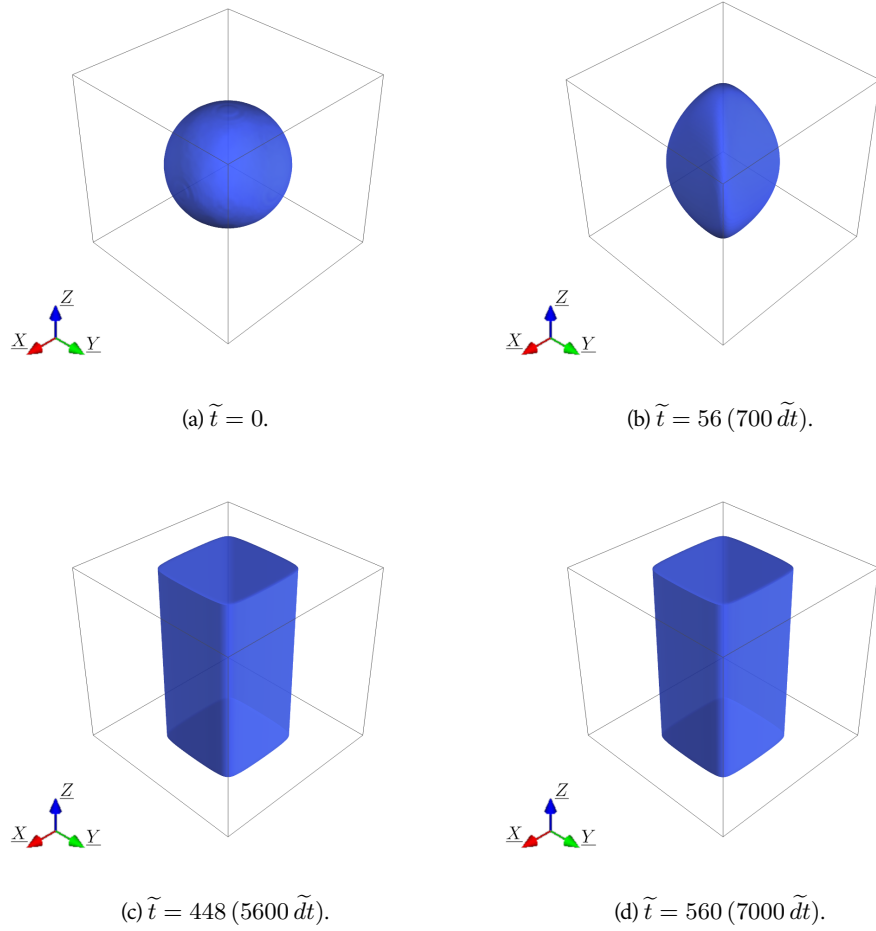 Z
X Y
Z
X Y
(a) t̃ = 0.
(b) t̃ = 56 (700 d̃t).
Z
X Y
Z
X Y
(c) t̃ = 448 (5600 d̃t).
(d) t̃ = 560 (7000 d̃t).